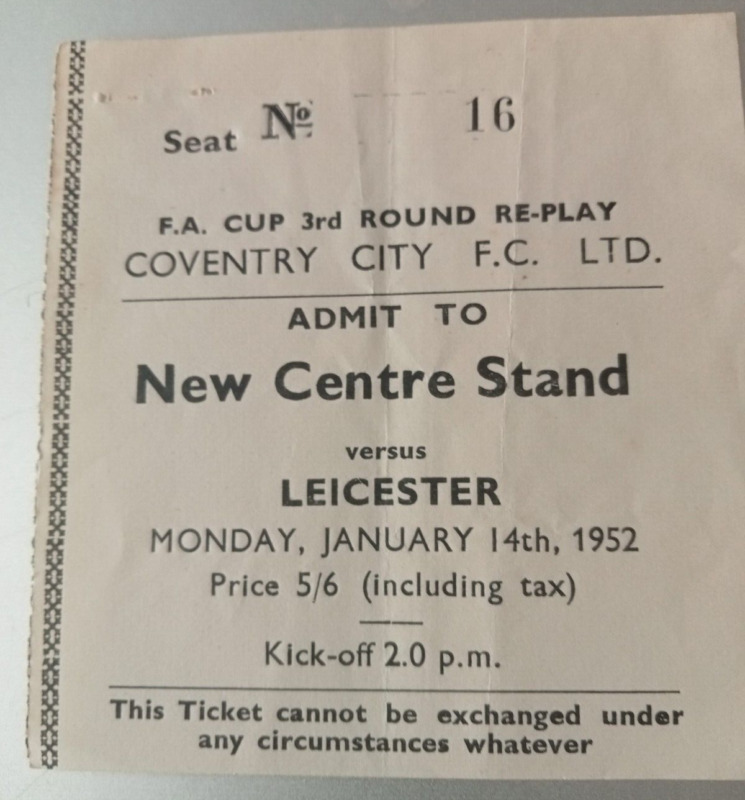 Seat Nº 16
F.A. CUP 3rd ROUND RE-PLAY
COVENTRY CITY F.C. LTD.
ADMIT TO
New Centre Stand
versus
LEICESTER
MONDAY, JANUARY 14th, 1952
Price 5/6 (including tax)
Kick-off 2.0 p.m.
This Ticket cannot be exchanged under
any circumstances whatever